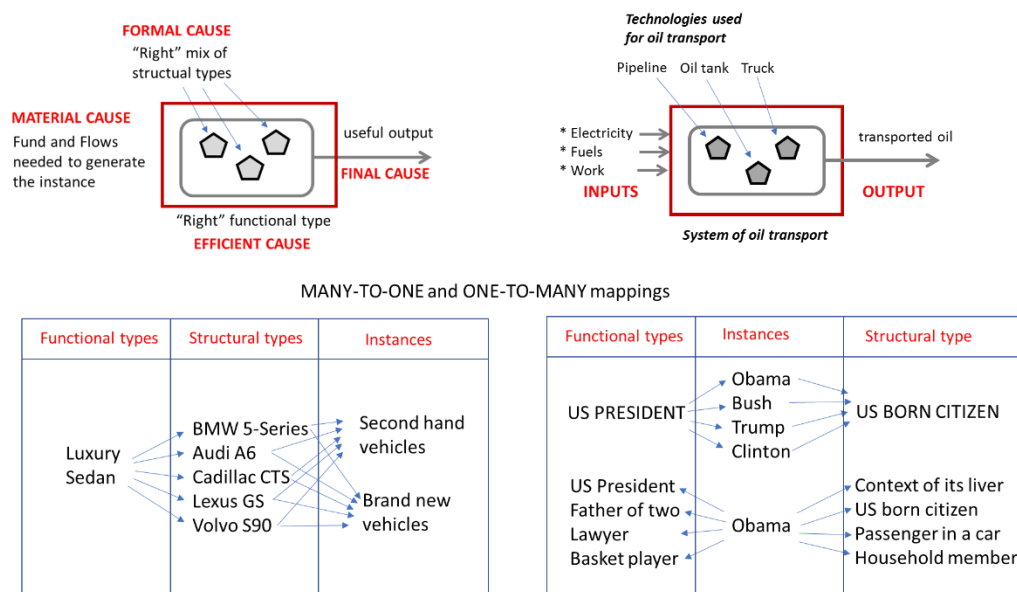 FORMAL CAUSE
“Right” mix of
structual types
MATERIAL CAUSE
Fund and Flows
needed to generate
the instance
useful output
FINAL CAUSE
“Right” functional type
EFFICIENT CAUSE
Technologies used
for oil transport
Pipeline Oil tank Truck
* Electricity
* Fuels
* Work
INPUTS
transported oil
OUTPUT
System of oil transport
MANY-TO-ONE and ONE-TO-MANY mappings
Functional types Structural types Instances
Luxury
Sedan
BMW 5-Series
Audi A6
Cadillac CTS
Lexus GS
Volvo S90
Second hand
vehicles
Brand new
vehicles
Functional types Instances Structural type
US PRESIDENT
Obama
Bush
Trump
Clinton
US BORN CITIZEN
US President
Father of two
Lawyer
Basket player
Obama
Context of its liver
US born citizen
Passenger in a car
Household member